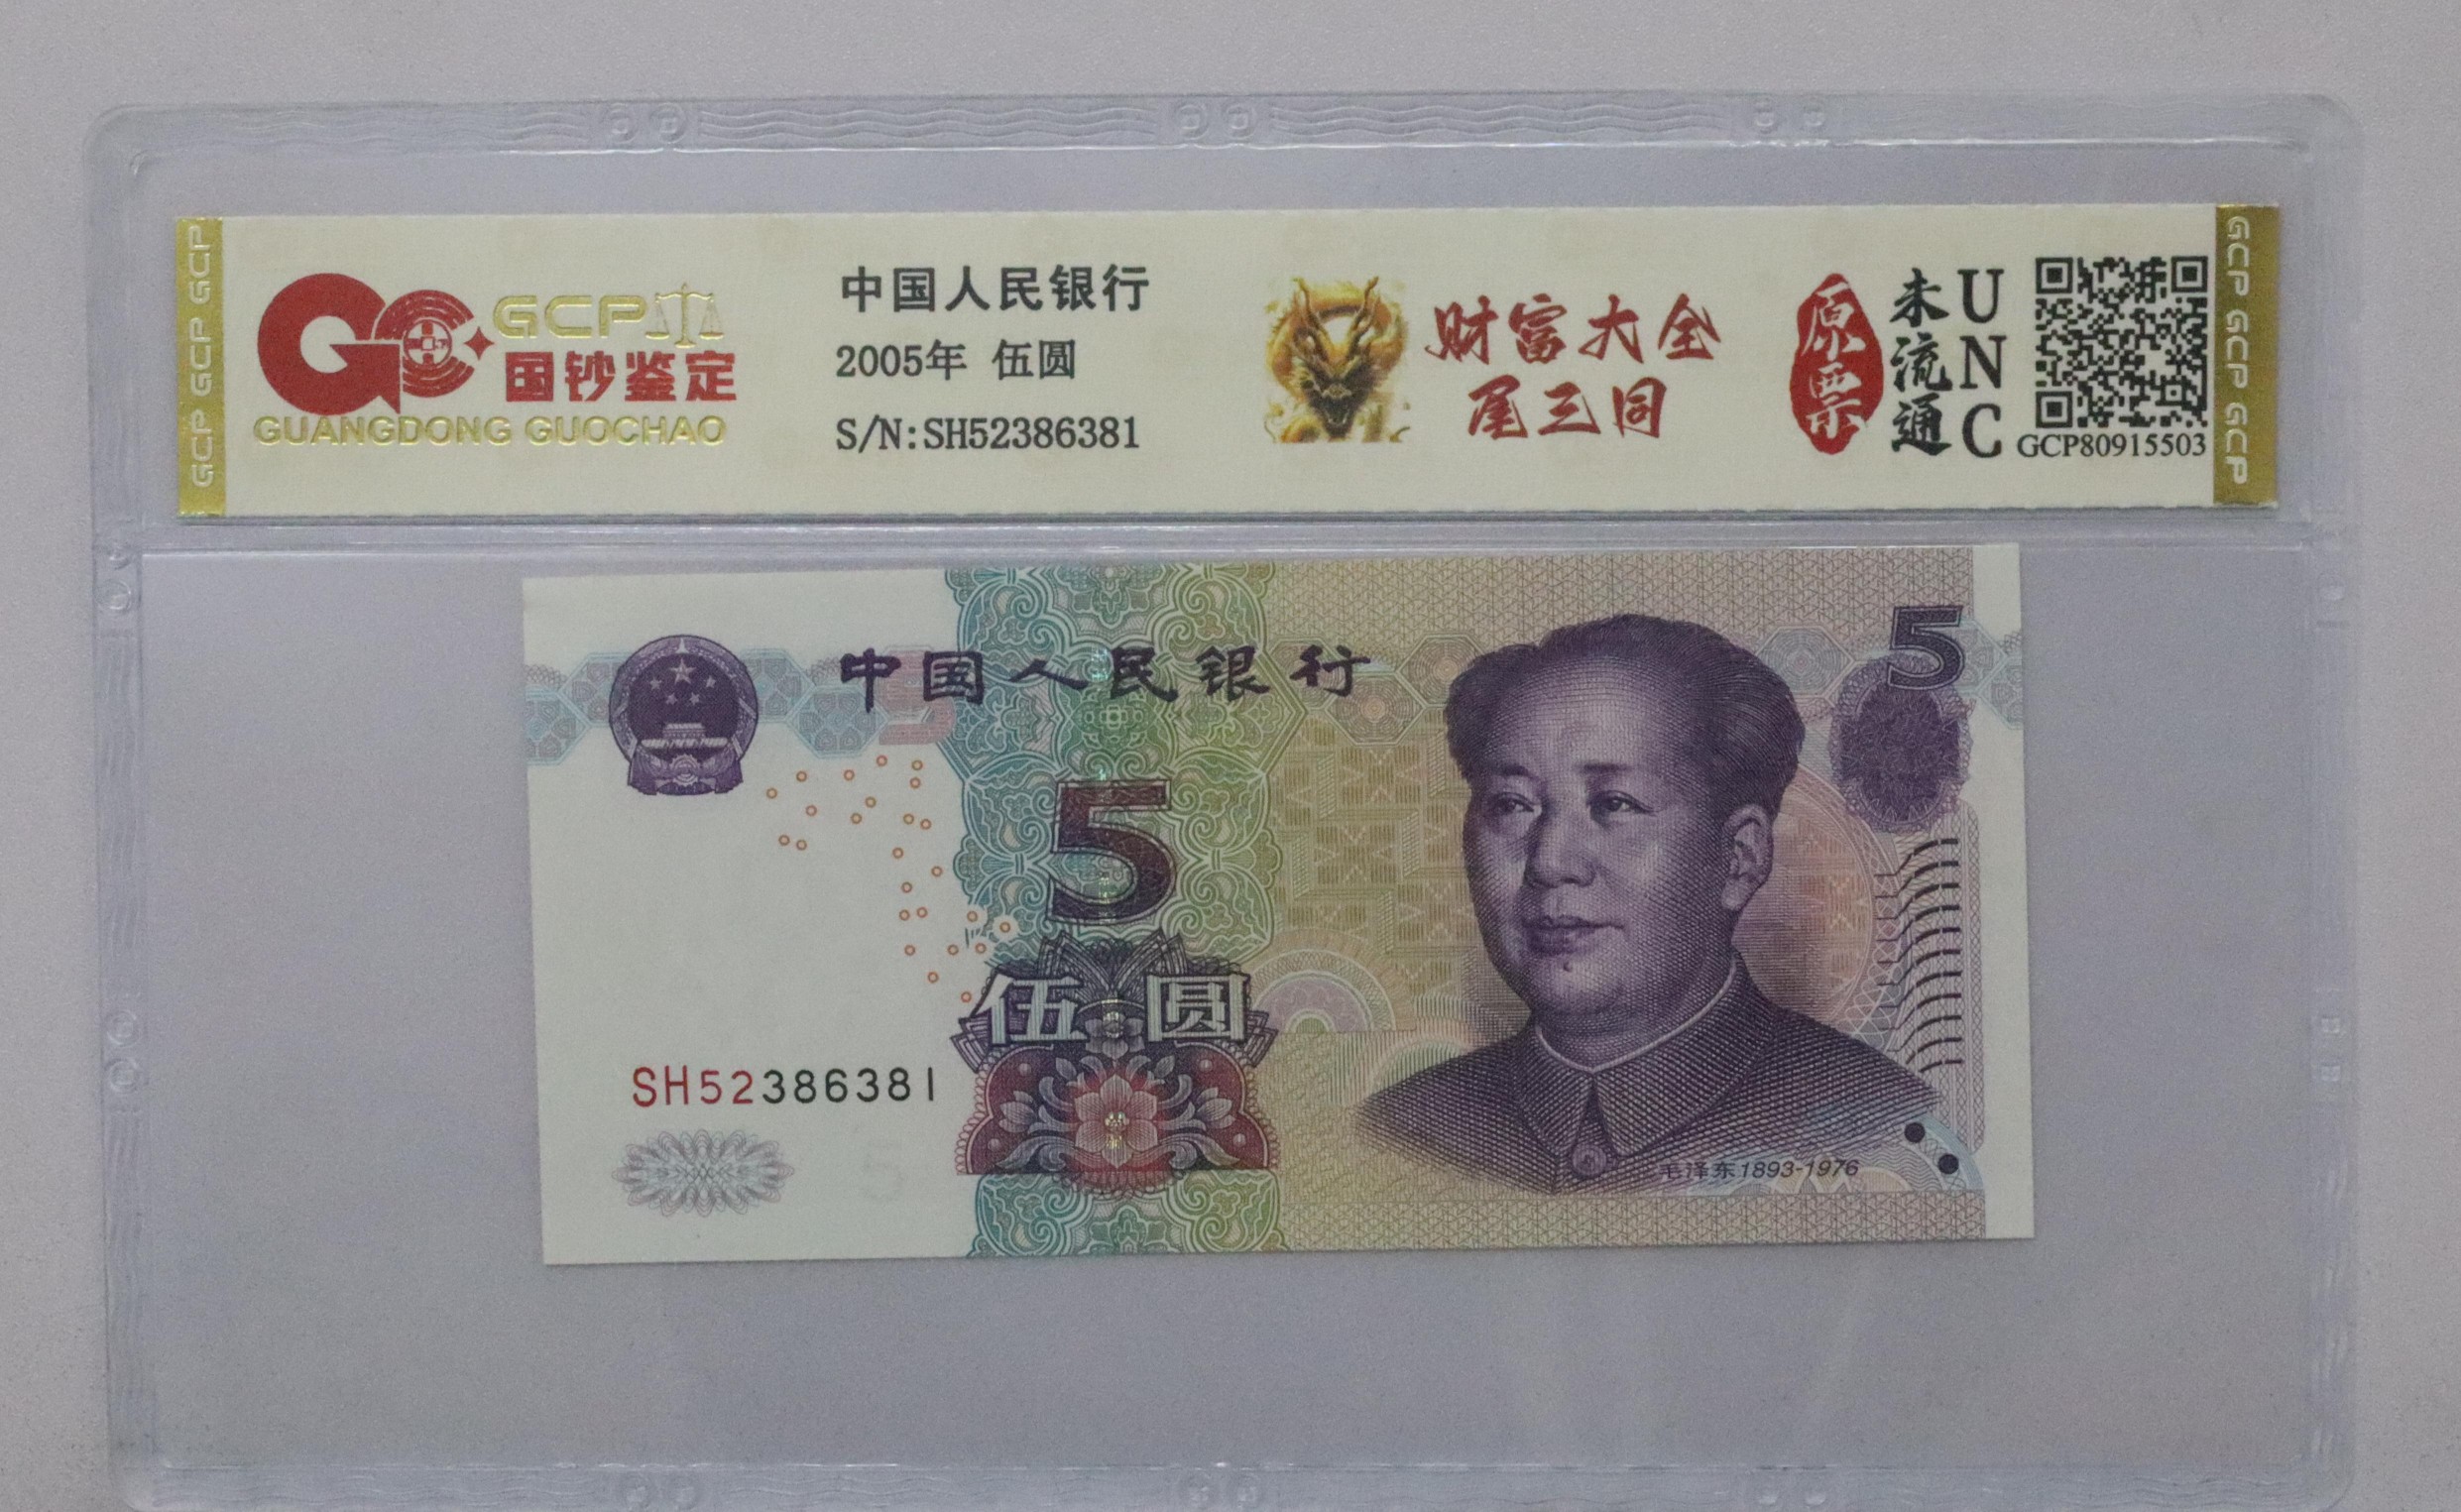 GCP
国钞鉴定
GUANGDONG GUOCHAO
中国人民银行
2005年 伍圆
S/N:SH52386381
财富大全
尾三同
原票
未流通
UNC
GCP80915503
GCP GCP GCP
GCP GCP GCP
中国人民银行
5
5
伍圆
SH52386381
5
毛泽东1893-1976